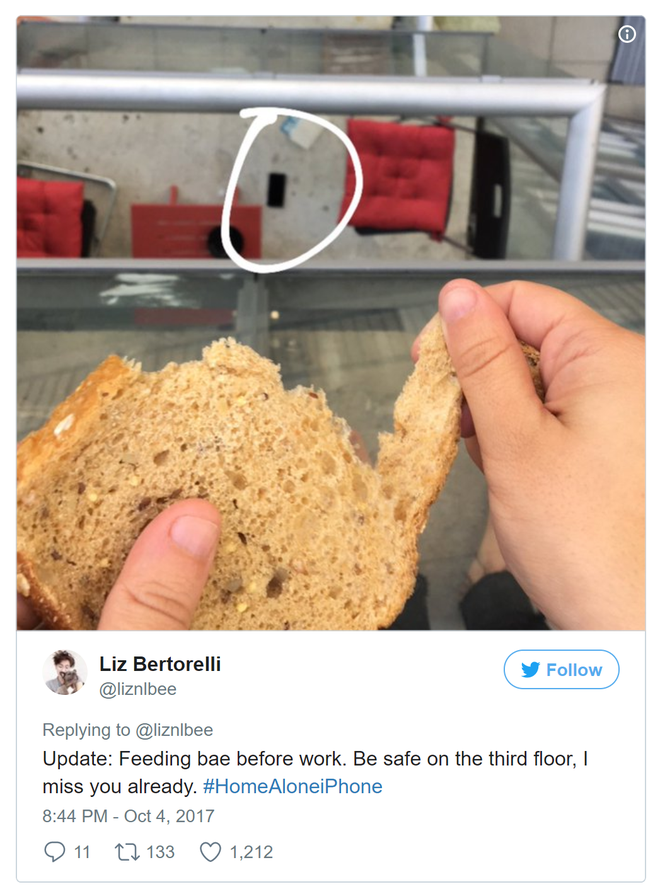 Liz Bertorelli
@liznlbee
Follow
Replying to @liznlbee
Update: Feeding bae before work. Be safe on the third floor, I
miss you already. #HomeAloneiPhone
8:44 PM - Oct 4, 2017
11 133 1,212